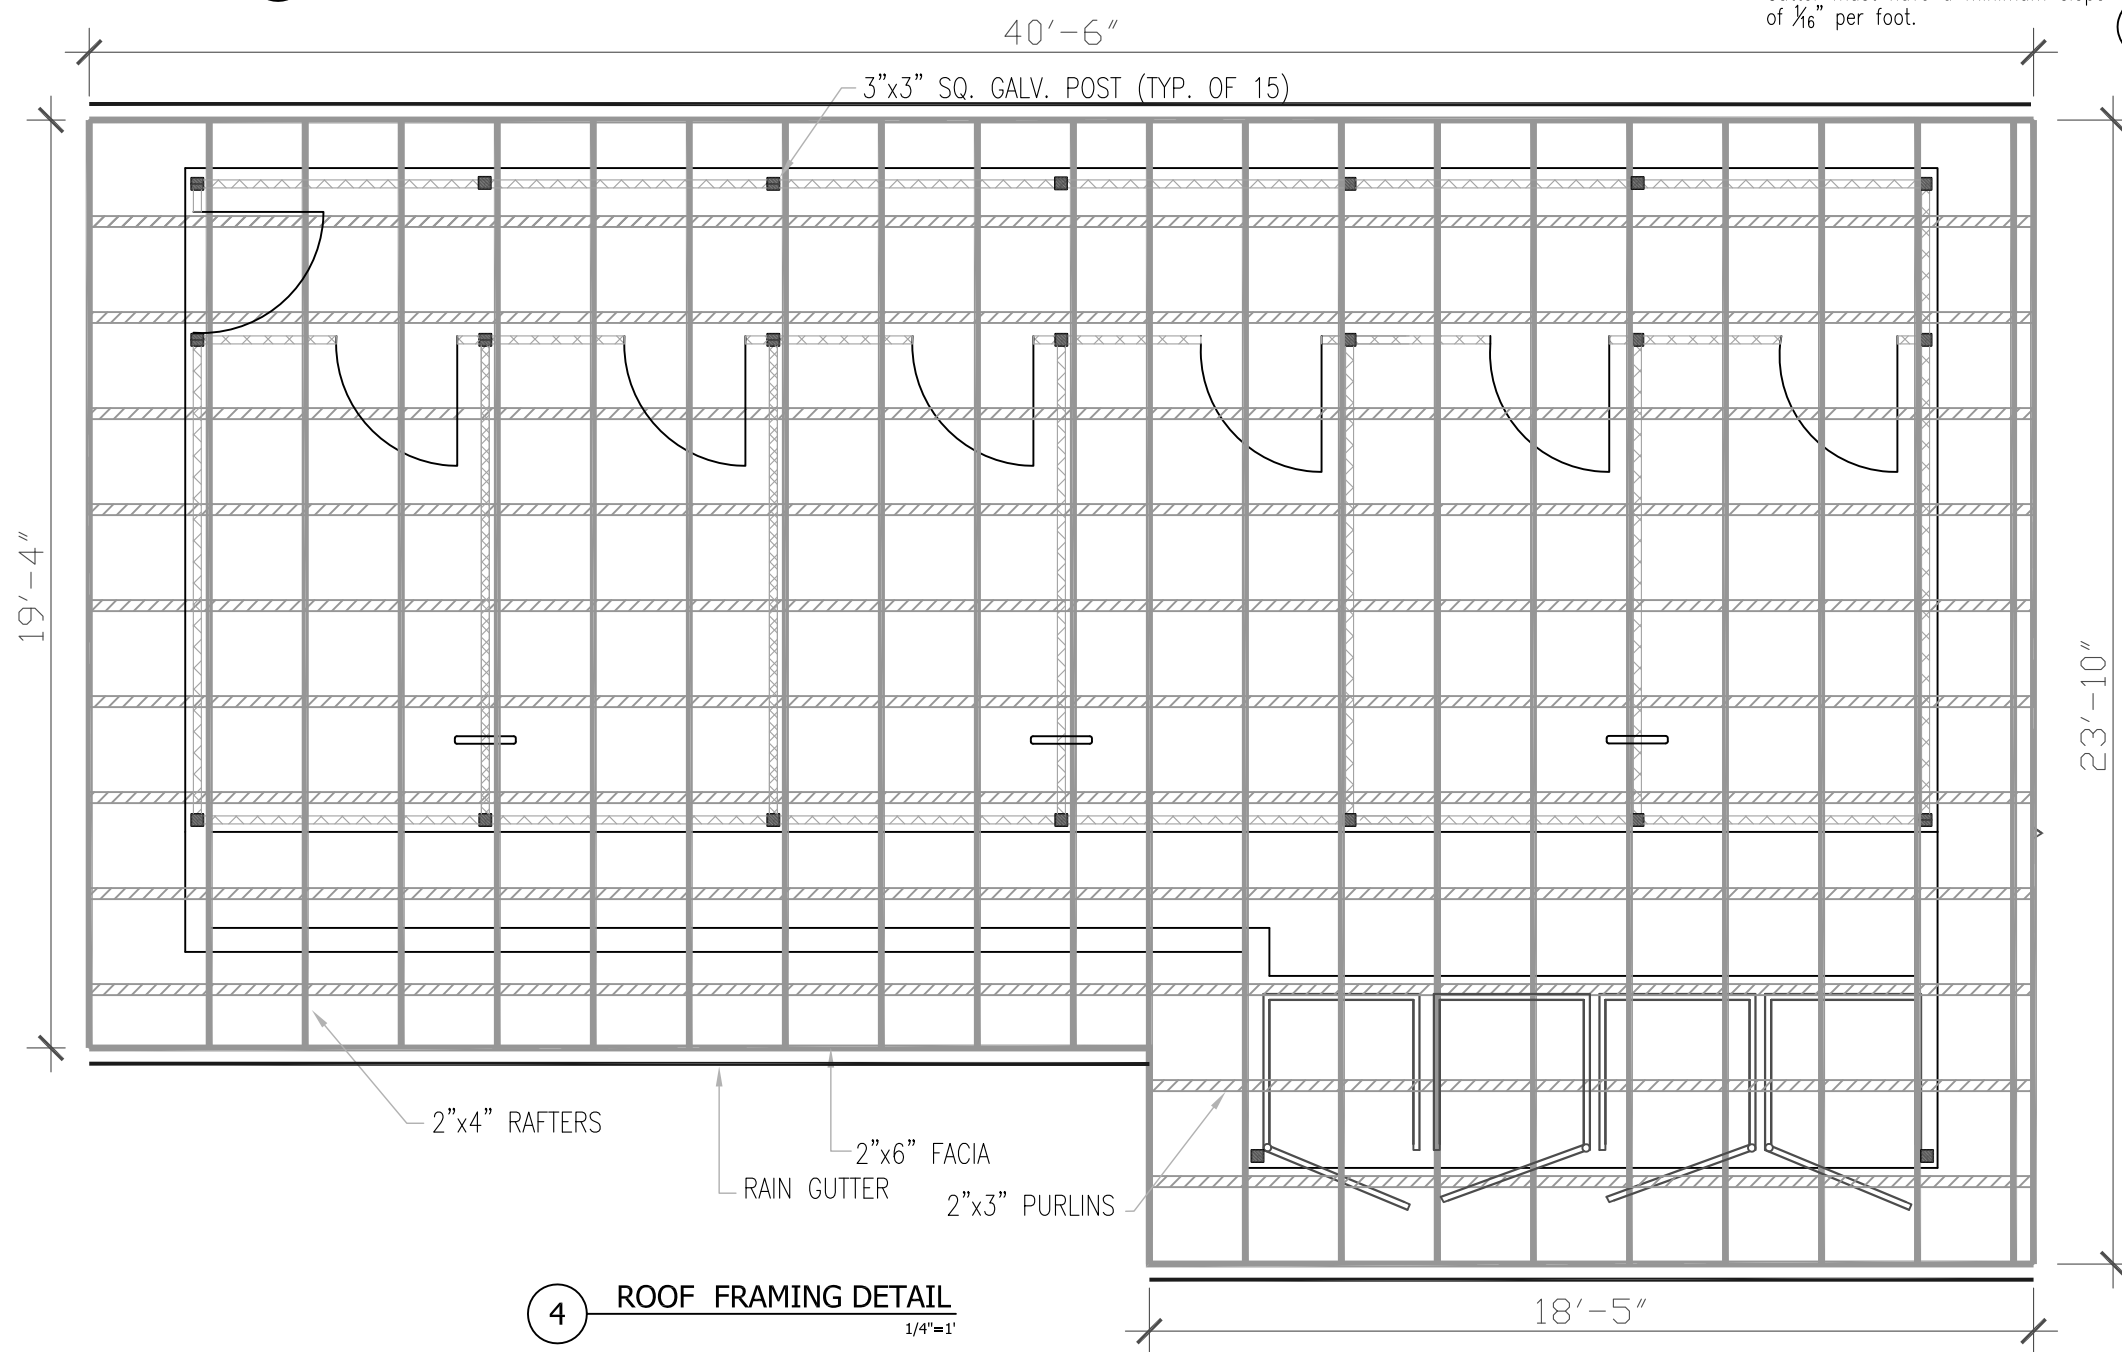 of 1/16" per foot.
40'-6"
3"x3" SQ. GALV. POST (TYP. OF 15)
19'-4"
23'-10"
2"x4" RAFTERS
2"x6" FACIA
RAIN GUTTER
2"x3" PURLINS
4
ROOF FRAMING DETAIL
1/4"=1'
18'-5"